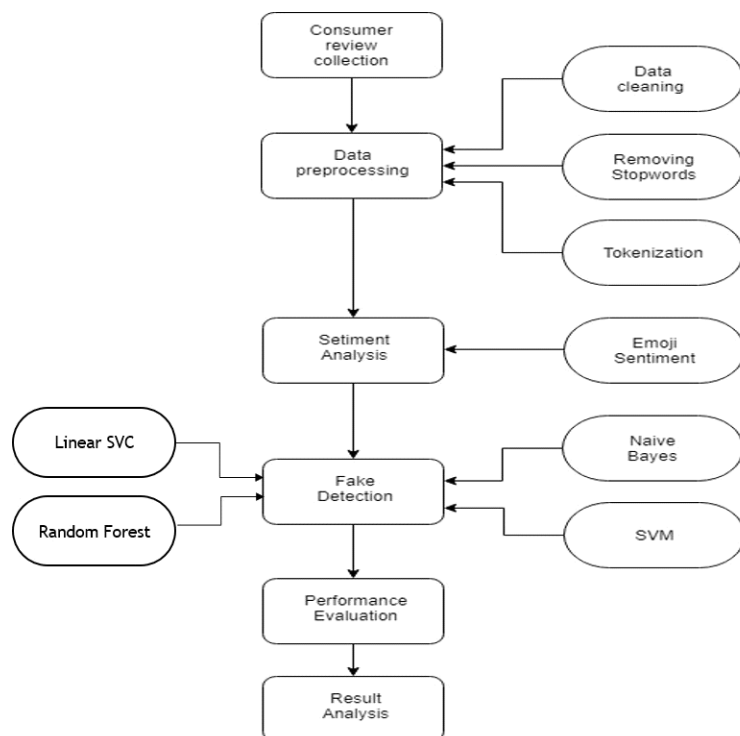 Consumer
review
collection
Data
cleaning
Data
preprocessing
Removing
Stopwords
Tokenization
Setiment
Analysis
Emoji
Sentiment
Linear SVC
Naive
Bayes
Fake
Detection
Random Forest
SVM
Performance
Evaluation
Result
Analysis